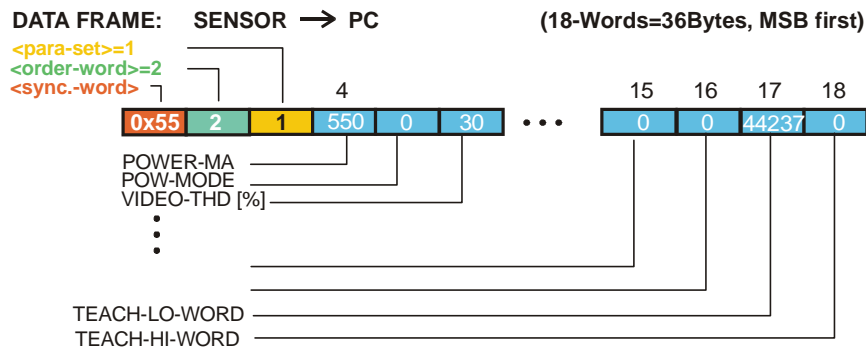 DATA FRAME: SENSOR → PC (18-Words=36Bytes, MSB first)
<para-set>=1
<order-word>=2
<sync.-word>
4 15 16 17 18
0x55 2 1 550 0 30 ••• 0 0 44237 0
POWER-MA
POW-MODE
VIDEO-THD [%]
TEACH-LO-WORD
TEACH-HI-WORD